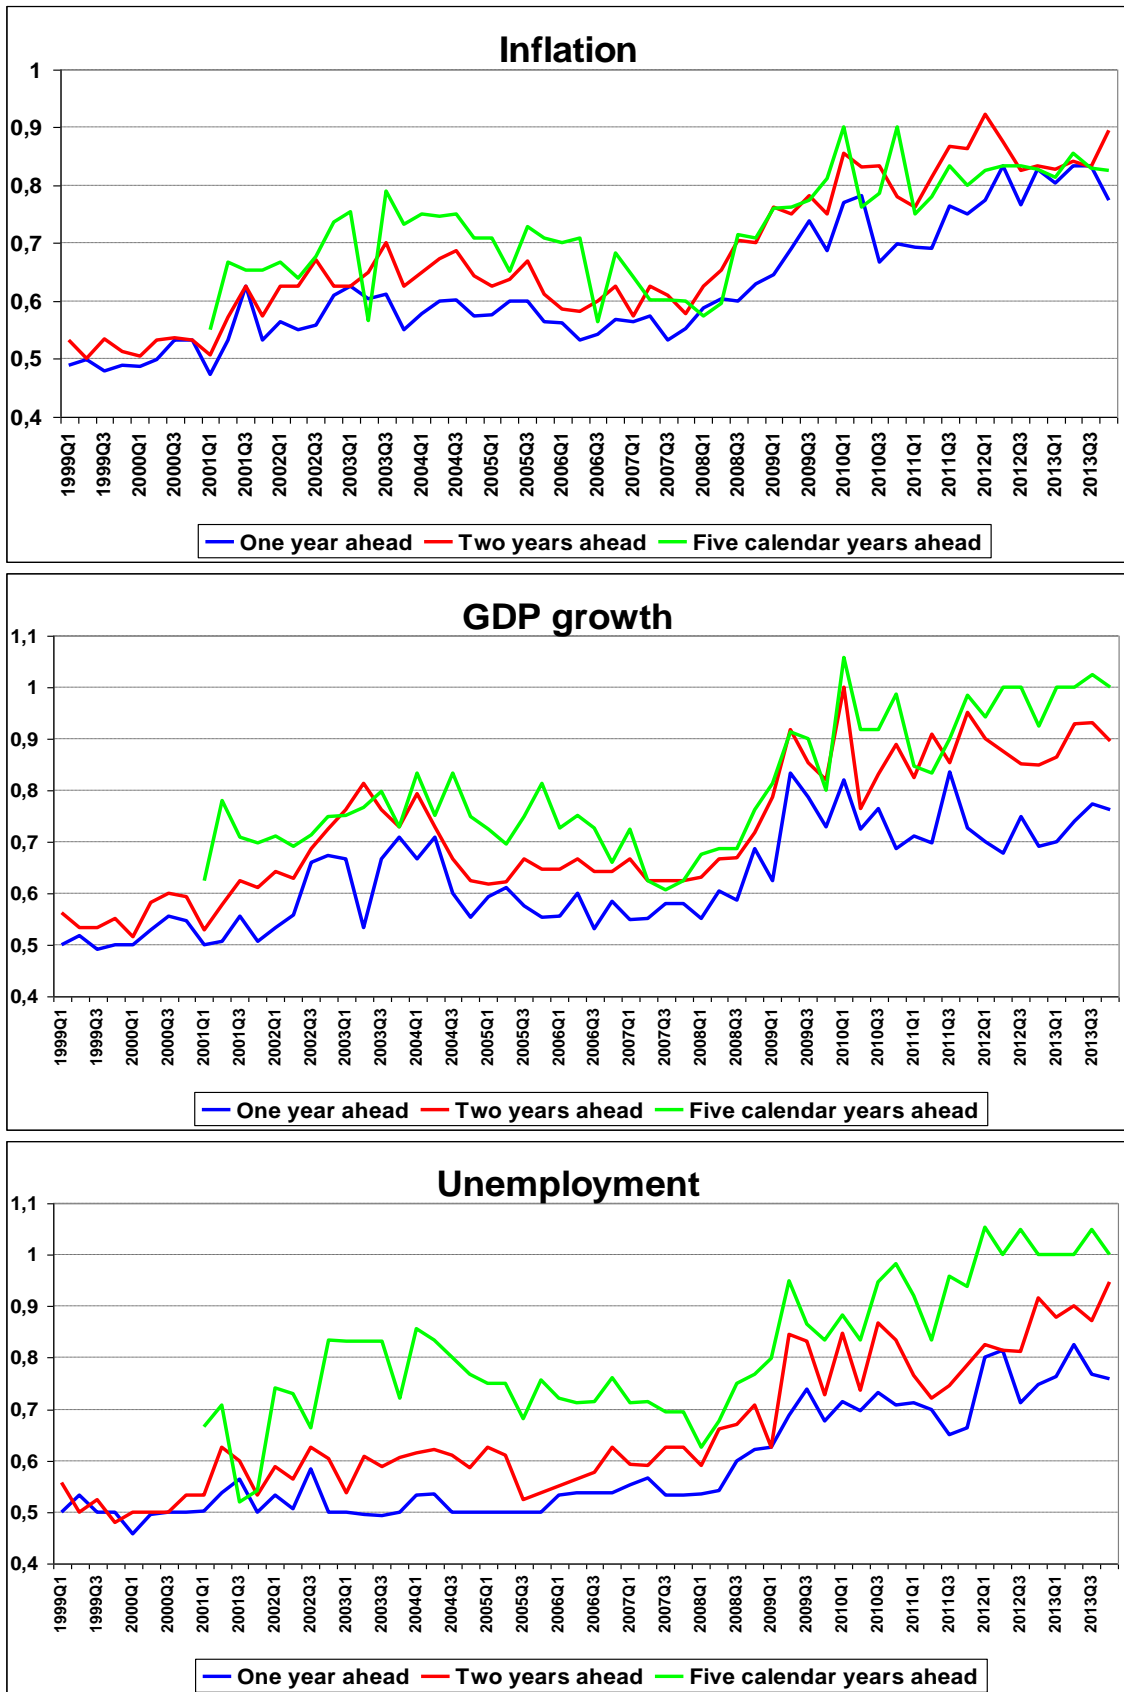 Inflation
1
0,9
0,8
0,7
0,6
0,5
0,4
1999Q1 1999Q3 2000Q1 2000Q3 2001Q1 2001Q3 2002Q1 2002Q3 2003Q1 2003Q3 2004Q1 2004Q3 2005Q1 2005Q3 2006Q1 2006Q3 2007Q1 2007Q3 2008Q1 2008Q3 2009Q1 2009Q3 2010Q1 2010Q3 2011Q1 2011Q3 2012Q1 2012Q3 2013Q1 2013Q3
One year ahead Two years ahead Five calendar years ahead
GDP growth
1,1
1
0,9
0,8
0,7
0,6
0,5
0,4
1999Q1 1999Q3 2000Q1 2000Q3 2001Q1 2001Q3 2002Q1 2002Q3 2003Q1 2003Q3 2004Q1 2004Q3 2005Q1 2005Q3 2006Q1 2006Q3 2007Q1 2007Q3 2008Q1 2008Q3 2009Q1 2009Q3 2010Q1 2010Q3 2011Q1 2011Q3 2012Q1 2012Q3 2013Q1 2013Q3
One year ahead Two years ahead Five calendar years ahead
Unemployment
1,1
1
0,9
0,8
0,7
0,6
0,5
0,4
1999Q1 1999Q3 2000Q1 2000Q3 2001Q1 2001Q3 2002Q1 2002Q3 2003Q1 2003Q3 2004Q1 2004Q3 2005Q1 2005Q3 2006Q1 2006Q3 2007Q1 2007Q3 2008Q1 2008Q3 2009Q1 2009Q3 2010Q1 2010Q3 2011Q1 2011Q3 2012Q1 2012Q3 2013Q1 2013Q3
One year ahead Two years ahead Five calendar years ahead